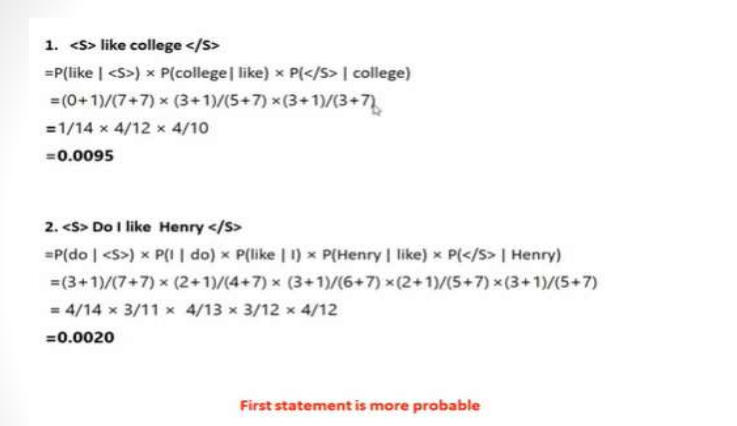 1. <S> like college </S>
=P(like | <S>) × P(college| like) × P(</S> | college)
=(0+1)/(7+7) × (3+1)/(5+7) ×(3+1)/(3+7)
=1/14 × 4/12 × 4/10
=0.0095
2. <S> Do I like Henry </S>
=P(do | <S>) × P(I | do) × P(like | I) × P(Henry | like) × P(</S> | Henry)
=(3+1)/(7+7) × (2+1)/(4+7) × (3+1)/(6+7) ×(2+1)/(5+7) ×(3+1)/(5+7)
= 4/14 × 3/11 × 4/13 × 3/12 × 4/12
=0.0020
First statement is more probable